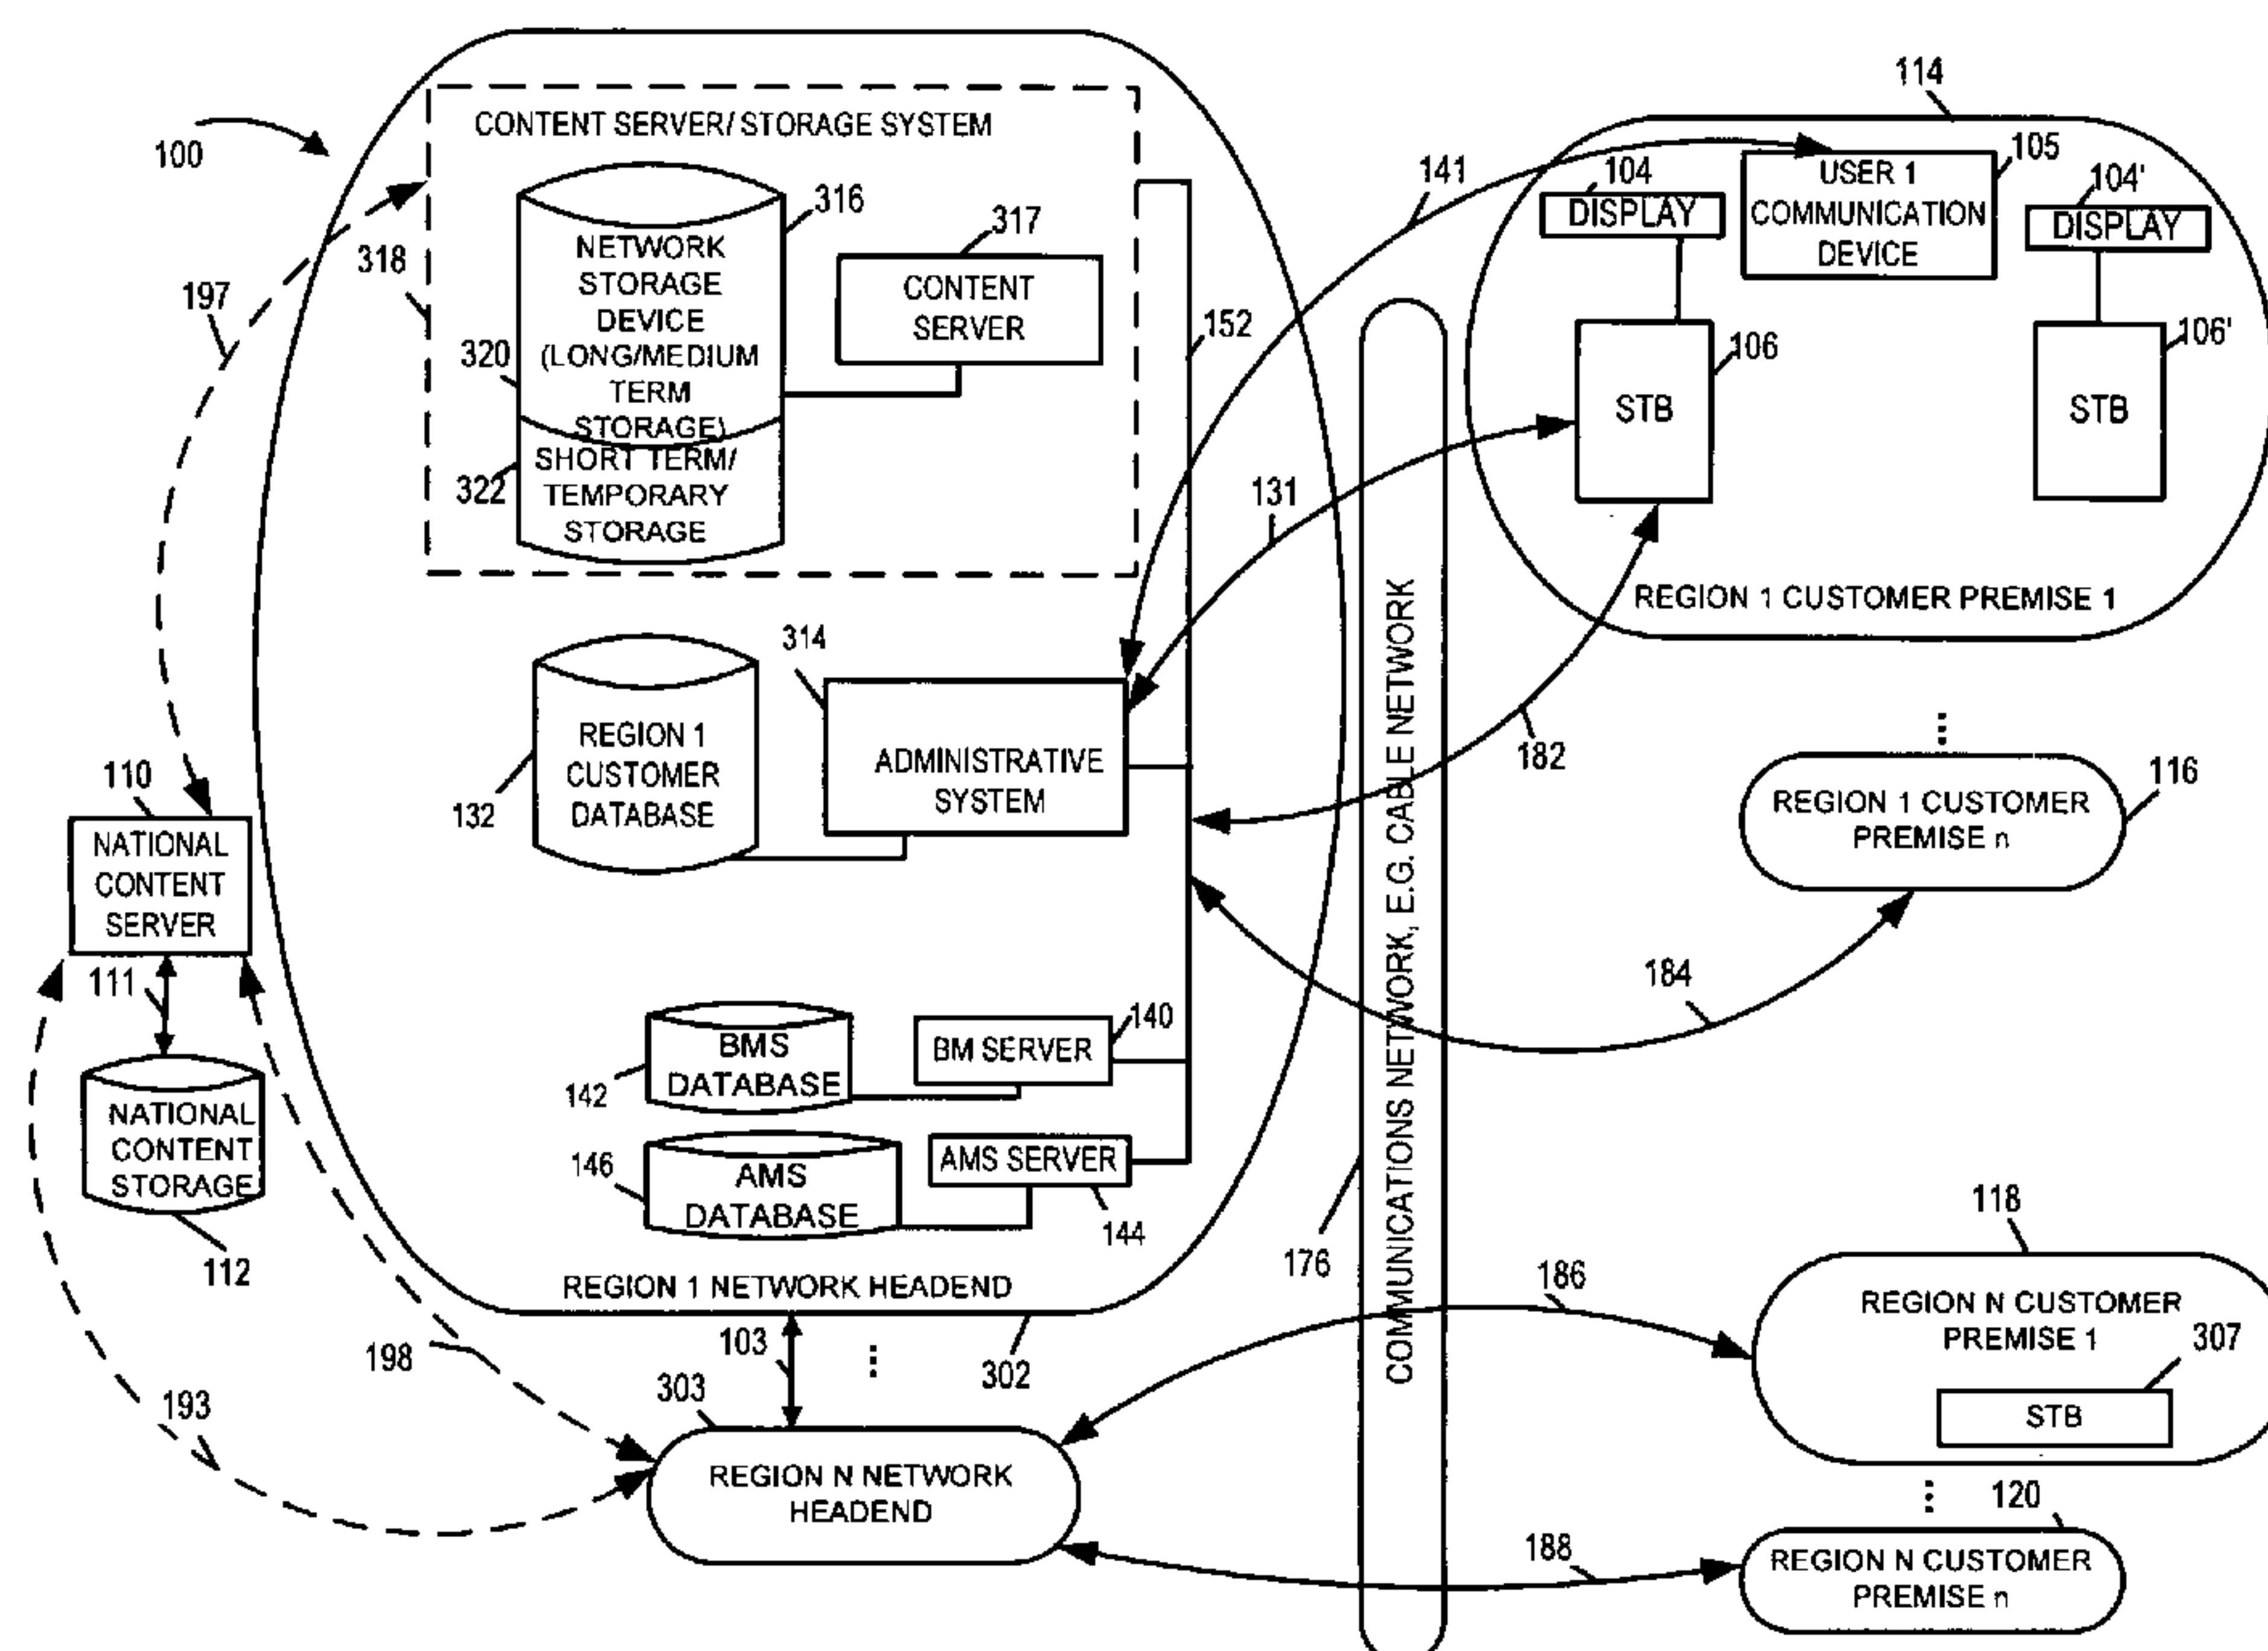 100
CONTENT SERVER/ STORAGE SYSTEM
318
197
316
317
NETWORK
STORAGE
DEVICE
(LONG/MEDIUM
TERM
STORAGE)
320
322
SHORT TERM/
TEMPORARY
STORAGE
CONTENT
SERVER
152
141
131
114
104
DISPLAY
USER 1
COMMUNICATION
DEVICE
105
104'
DISPLAY
STB
106
STB
106'
REGION 1 CUSTOMER PREMISE 1
314
REGION 1
CUSTOMER
DATABASE
132
ADMINISTRATIVE
SYSTEM
182
COMMUNICATIONS NETWORK, E.G. CABLE NETWORK
176
REGION 1 CUSTOMER
PREMISE n
116
184
110
NATIONAL
CONTENT
SERVER
111
NATIONAL
CONTENT
STORAGE
112
BMS
DATABASE
142
BM SERVER
140
AMS
DATABASE
146
AMS SERVER
144
REGION 1 NETWORK HEADEND
302
103
198
193
303
REGION N NETWORK
HEADEND
186
188
118
REGION N CUSTOMER
PREMISE 1
307
STB
120
REGION N CUSTOMER
PREMISE n